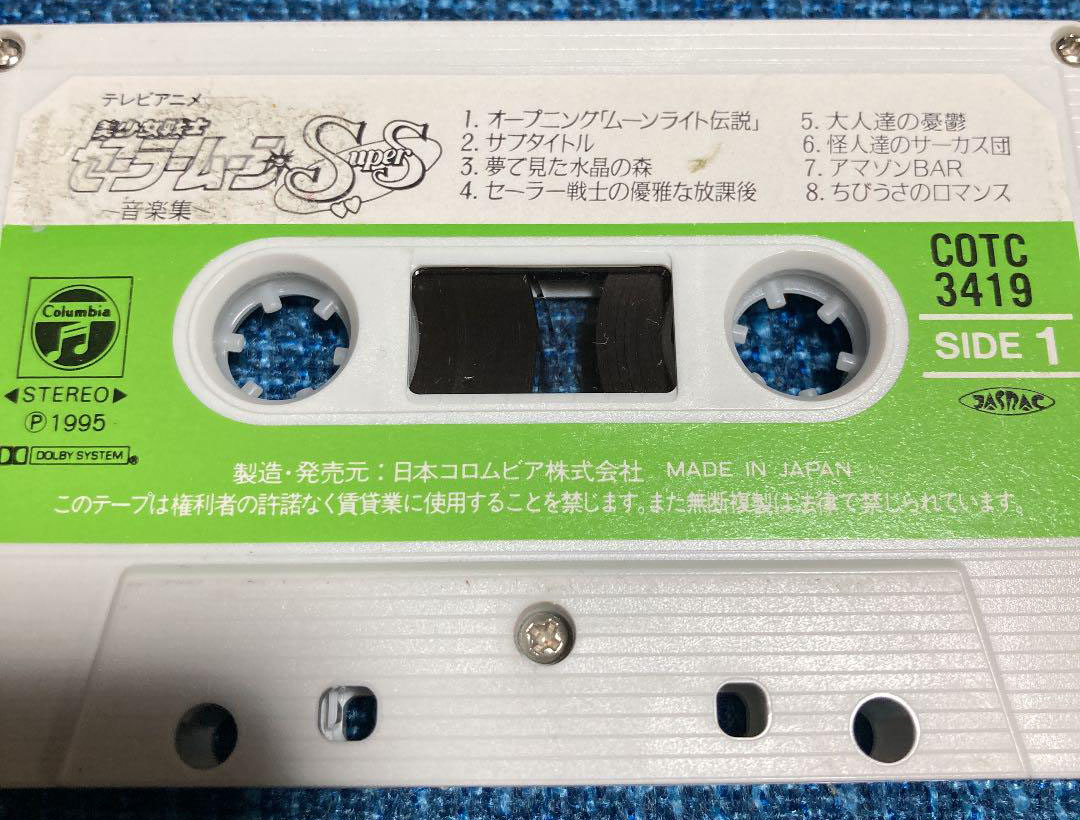 テレビアニメ
美少女戦士
セーラームーン
SuperS
～音楽集～
1. オープニング「ムーンライト伝説」
2. サブタイトル
3. 夢で見た水晶の森
4. セーラー戦士の優雅な放課後
5. 大人達の憂鬱
6. 怪人達のサーカス団
7. アマゾンBAR
8. ちびうさのロマンス
COTC
3419
SIDE 1
JASRAC
Columbia
◀STEREO▶
Ⓟ1995
DOLBY SYSTEM®
製造・発売元：日本コロムビア株式会社 MADE IN JAPAN
このテープは権利者の許諾なく賃貸業に使用することを禁じます。また無断複製は法律で禁じられています。